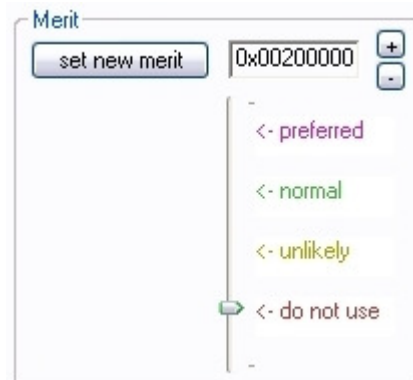 Merit
set new merit 0x00200000 +
-
<- preferred
<- normal
<- unlikely
<- do not use